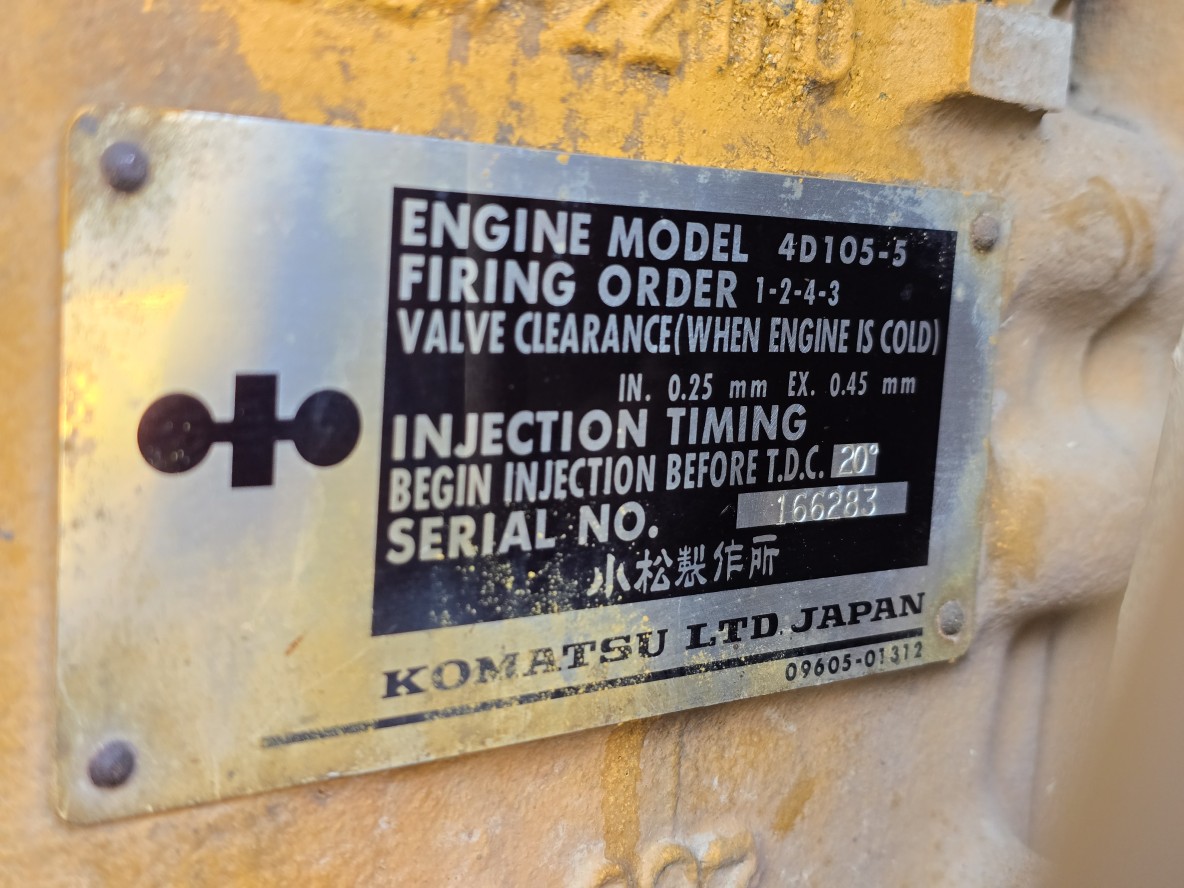 ENGINE MODEL 4D105-5
FIRING ORDER 1-2-4-3
VALVE CLEARANCE(WHEN ENGINE IS COLD)
IN. 0.25 mm EX. 0.45 mm
INJECTION TIMING
BEGIN INJECTION BEFORE T.D.C. 20°
SERIAL NO. 166283
小松製作所
KOMATSU LTD. JAPAN
09605-01312